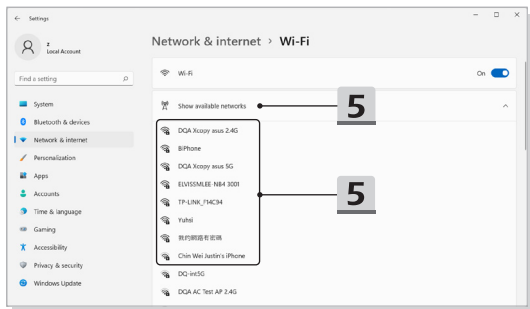 Settings
z
Local Account
Find a setting
System
Bluetooth & devices
Network & internet
Personalization
Apps
Accounts
Time & language
Gaming
Accessibility
Privacy & security
Windows Update
Network & internet > Wi-Fi
Wi-Fi
On
Show available networks
5
DQA Xcopy asus 2.4G
BiPhone
DQA Xcopy asus 5G
ELVISSMLEE-NB4 3001
TP-LINK_F14C94
5
Yuhsi
我的網路有密碼
Chin Wei Justin's iPhone
DQ-int5G
DQA AC Test AP 2.4G